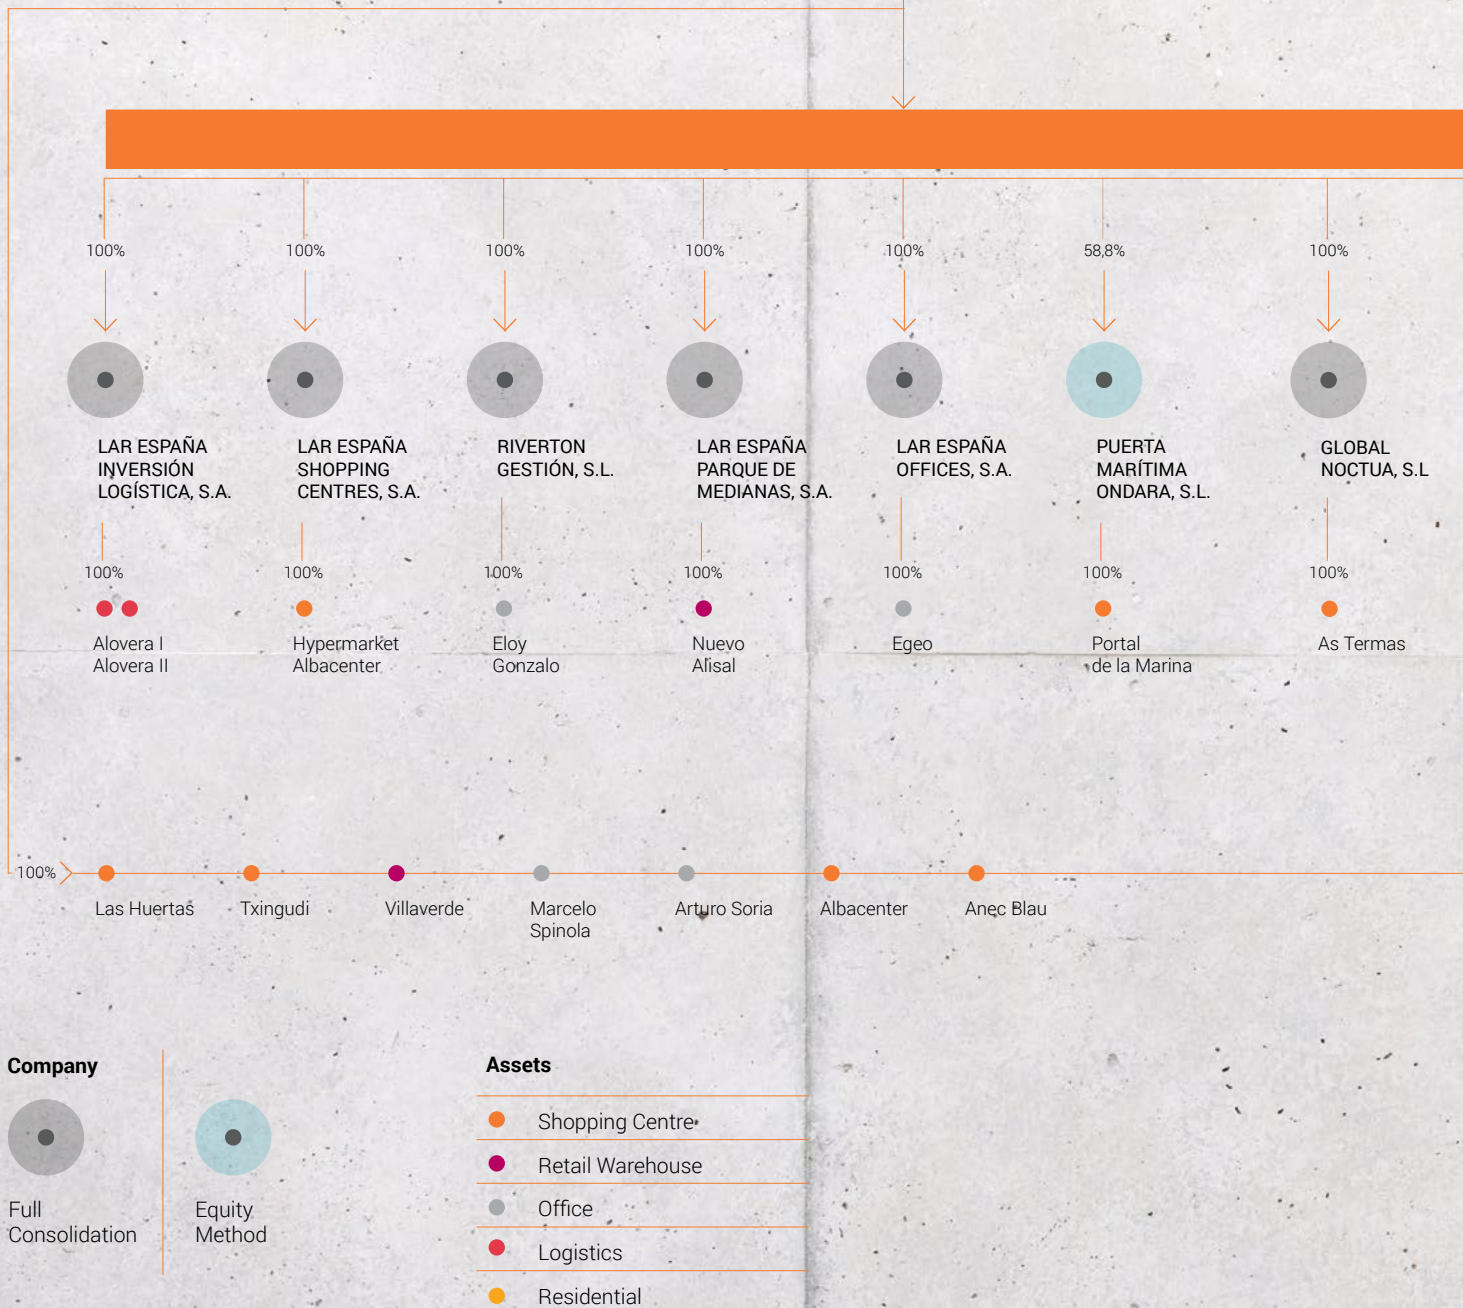 100% 100% 100% 100% 100% 58,8% 100%
LAR ESPAÑA
INVERSIÓN
LOGÍSTICA, S.A.
LAR ESPAÑA
SHOPPING
CENTRES, S.A.
RIVERTON
GESTIÓN, S.L.
LAR ESPAÑA
PARQUE DE
MEDIANAS, S.A.
LAR ESPAÑA
OFFICES, S.A.
PUERTA
MARÍTIMA
ONDARA, S.L.
GLOBAL
NOCTUA, S.L
100% 100% 100% 100% 100% 100% 100%
Alovera I
Alovera II
Hypermarket
Albacenter
Eloy
Gonzalo
Nuevo
Alisal
Egeo
Portal
de la Marina
As Termas
100%
Las Huertas
Txingudi
Villaverde
Marcelo
Spinola
Arturo Soria
Albacenter
Anec Blau
Company
Full
Consolidation
Equity
Method
Assets
Shopping Centre
Retail Warehouse
Office
Logistics
Residential